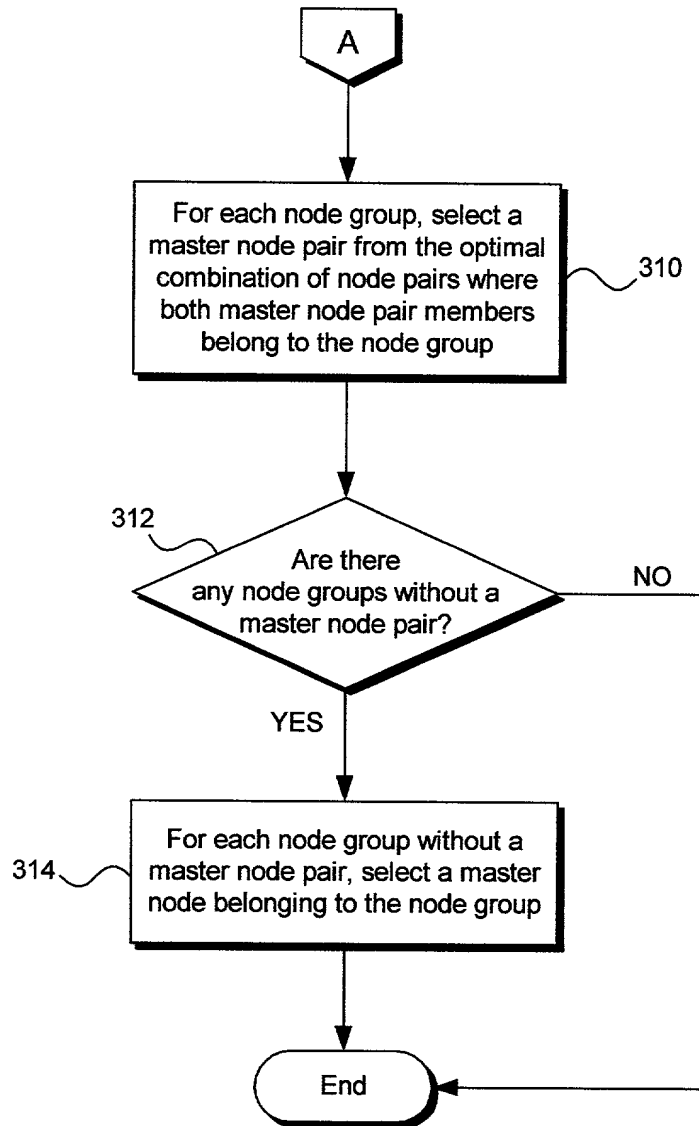 A
For each node group, select a
master node pair from the optimal
combination of node pairs where
both master node pair members
belong to the node group
310
312
Are there
any node groups without a
master node pair?
NO
YES
For each node group without a
master node pair, select a master
node belonging to the node group
314
End